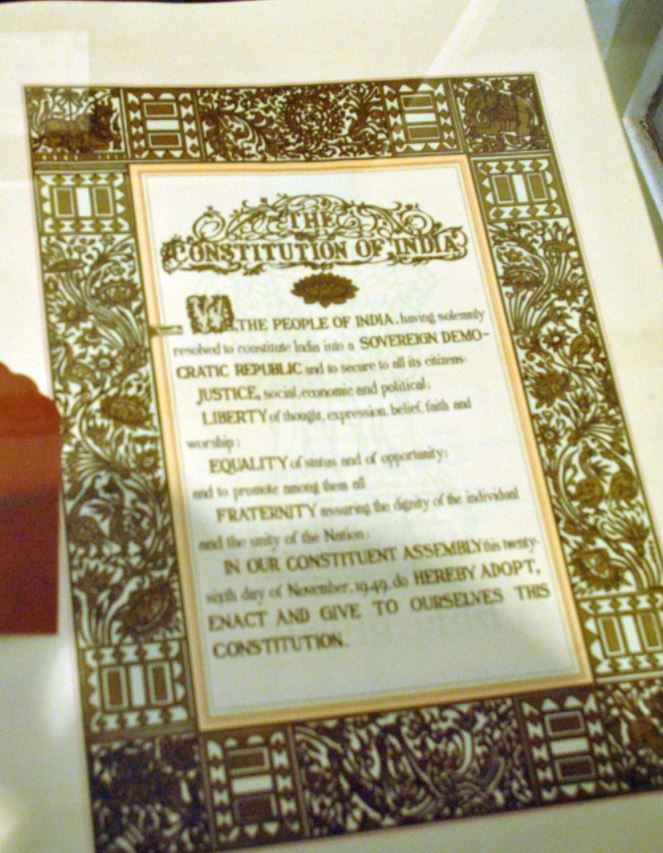 THE
CONSTITUTION OF INDIA
WE, THE PEOPLE OF INDIA, having solemnly
resolved to constitute India into a SOVEREIGN DEMO-
CRATIC REPUBLIC and to secure to all its citizens:
JUSTICE, social, economic and political;
LIBERTY of thought, expression, belief, faith and
worship;
EQUALITY of status and of opportunity;
and to promote among them all
FRATERNITY assuring the dignity of the individual
and the unity of the Nation;
IN OUR CONSTITUENT ASSEMBLY this twenty-
sixth day of November, 1949, do HEREBY ADOPT,
ENACT AND GIVE TO OURSELVES THIS
CONSTITUTION.